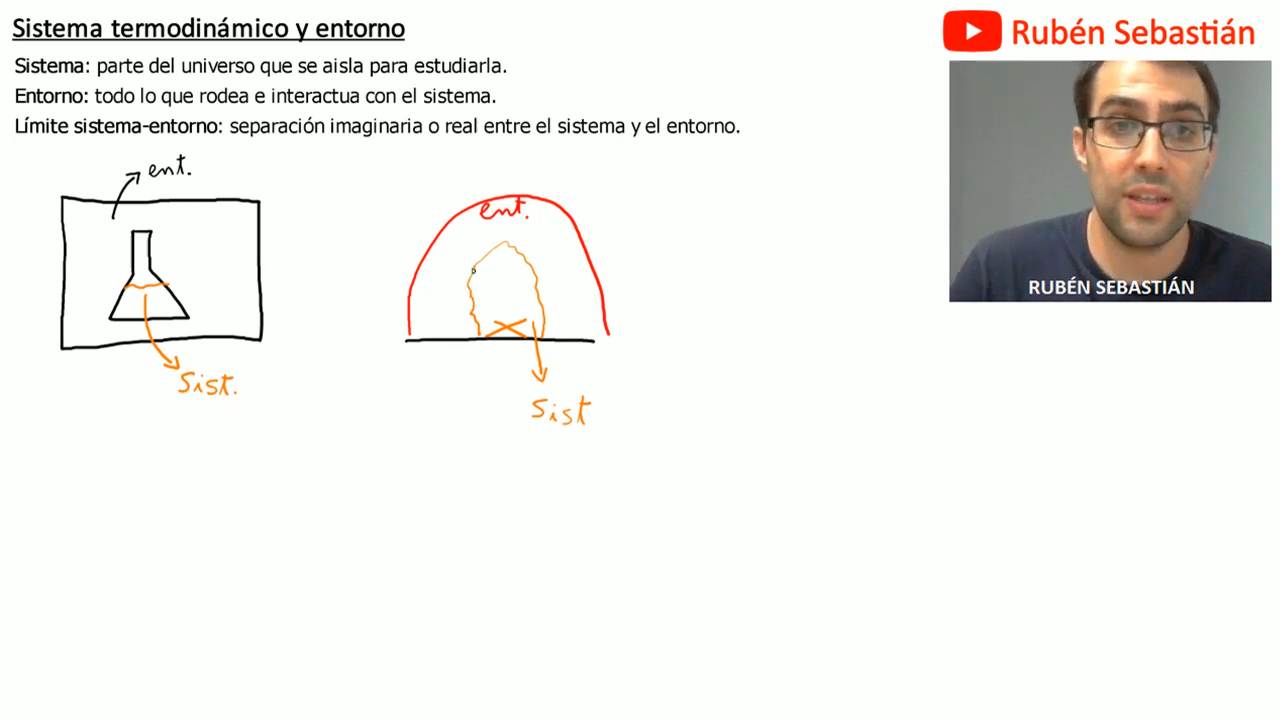 Sistema termodinámico y entorno
Sistema: parte del universo que se aisla para estudiarla.
Entorno: todo lo que rodea e interactua con el sistema.
Límite sistema-entorno: separación imaginaria o real entre el sistema y el entorno.
ent.
Sist.
ent.
Sist
Rubén Sebastián
RUBÉN SEBASTIÁN